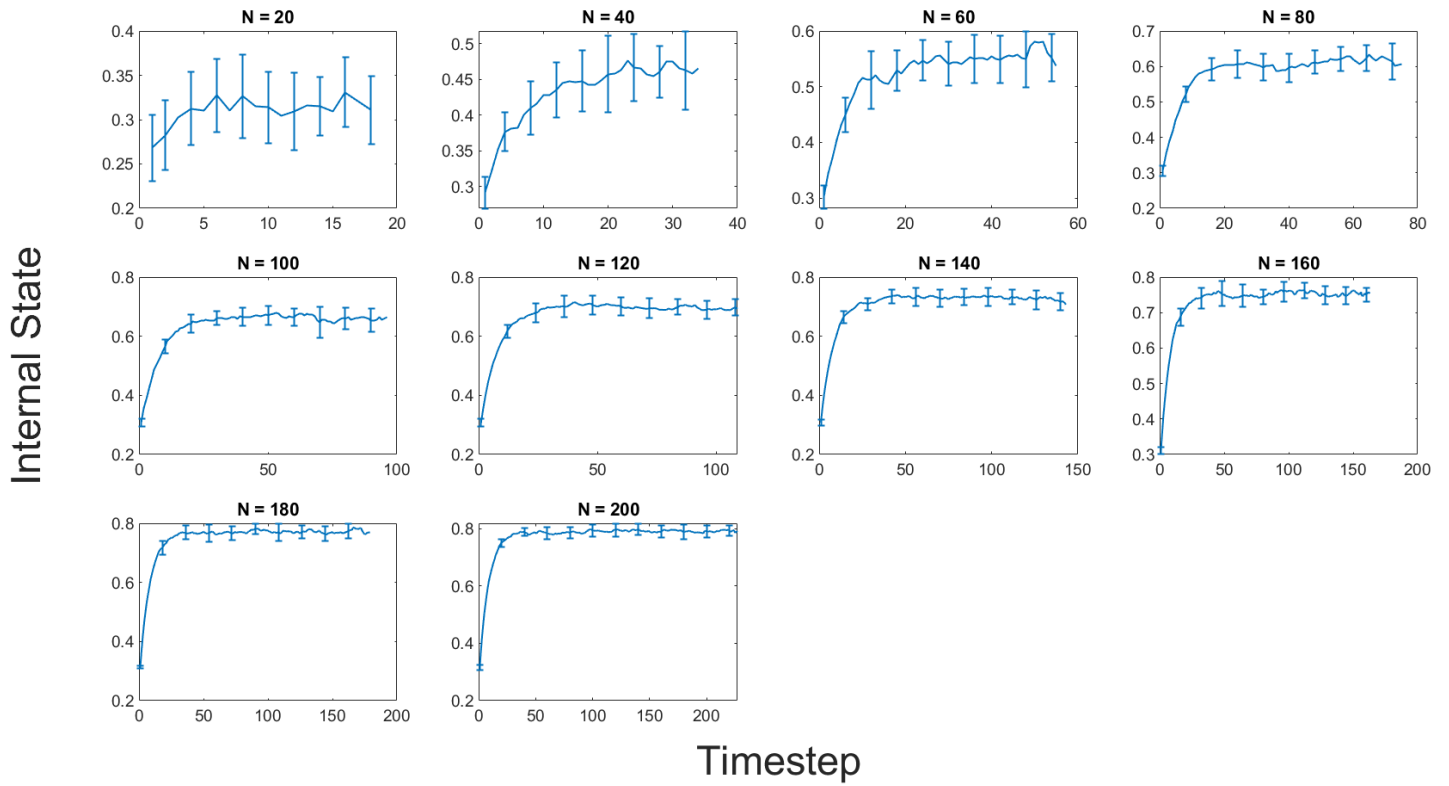 N = 20
0.4
0.35
0.3
0.25
0.2
0 5 10 15 20
N = 40
0.5
0.45
0.4
0.35
0.3
0 10 20 30 40
N = 60
0.6
0.5
0.4
0.3
0 20 40 60
N = 80
0.7
0.6
0.5
0.4
0.3
0.2
0 20 40 60 80
N = 100
0.8
0.6
0.4
0.2
0 50 100
N = 120
0.8
0.6
0.4
0.2
0 50 100
N = 140
0.8
0.6
0.4
0.2
0 50 100 150
N = 160
0.8
0.7
0.6
0.5
0.4
0.3
0 50 100 150 200
N = 180
0.8
0.6
0.4
0.2
0 50 100 150 200
N = 200
0.8
0.6
0.4
0.2
0 50 100 150 200
Internal State
Timestep